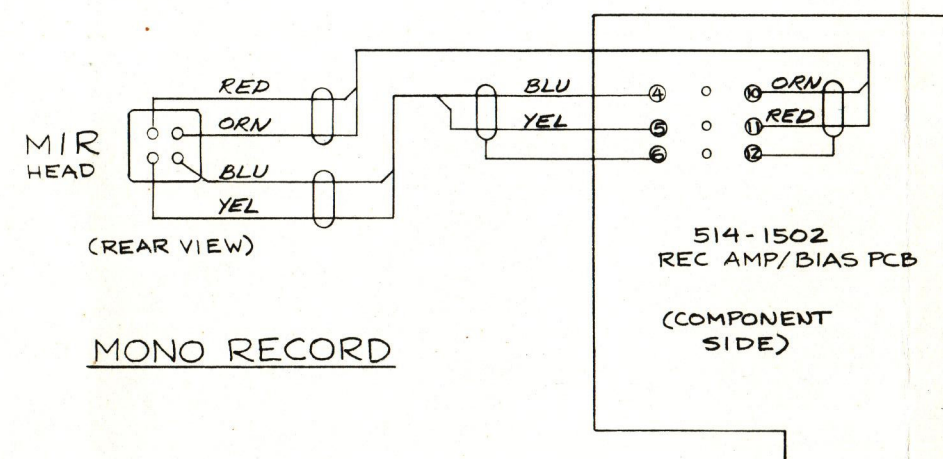 RED
ORN
MIR
HEAD
BLU
YEL
(REAR VIEW)
MONO RECORD
BLU
YEL
4
5
6
ORN
RED
10
11
12
514-1502
REC AMP/BIAS PCB
(COMPONENT
SIDE)